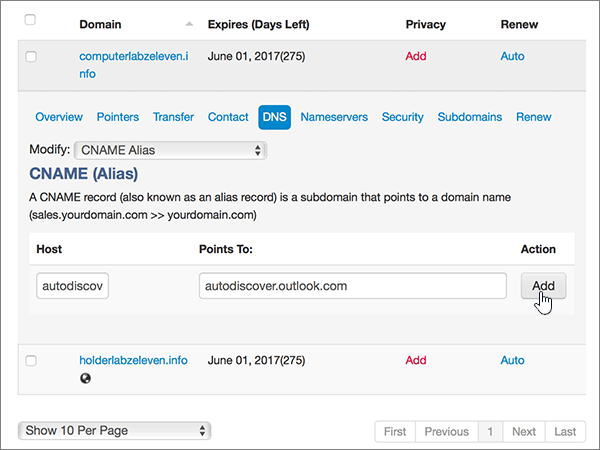 Domain Expires (Days Left) Privacy Renew
computerlabzeleven.i June 01, 2017(275) Add Auto
nfo
Overview Pointers Transfer Contact DNS Nameservers Security Subdomains Renew
Modify: CNAME Alias
CNAME (Alias)
A CNAME record (also known as an alias record) is a subdomain that points to a domain name
(sales.yourdomain.com >> yourdomain.com)
Host Points To: Action
autodiscov autodiscover.outlook.com Add
holderlabzeleven.info June 01, 2017(275) Add Auto
Show 10 Per Page First Previous 1 Next Last